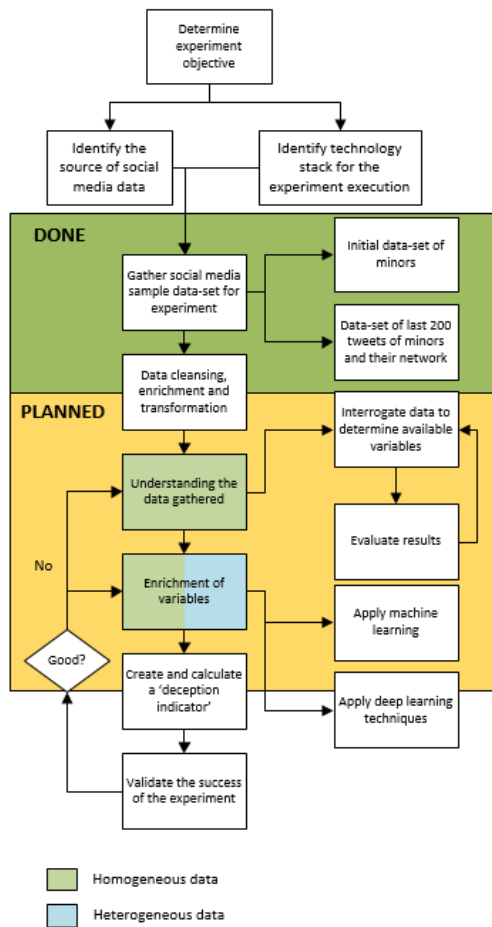 Determine
experiment
objective
Identify the
source of social
media data
Identify technology
stack for the
experiment execution
DONE
Gather social media
sample data-set for
experiment
Initial data-set of
minors
Data-set of last 200
tweets of minors
and their network
Data cleansing,
enrichment and
transformation
PLANNED
Interrogate data to
determine available
variables
Understanding the
data gathered
Evaluate results
No
Enrichment of
variables
Apply machine
learning
Good?
Create and calculate
a ‘deception
indicator’
Apply deep learning
techniques
Validate the success
of the experiment
Homogeneous data
Heterogeneous data